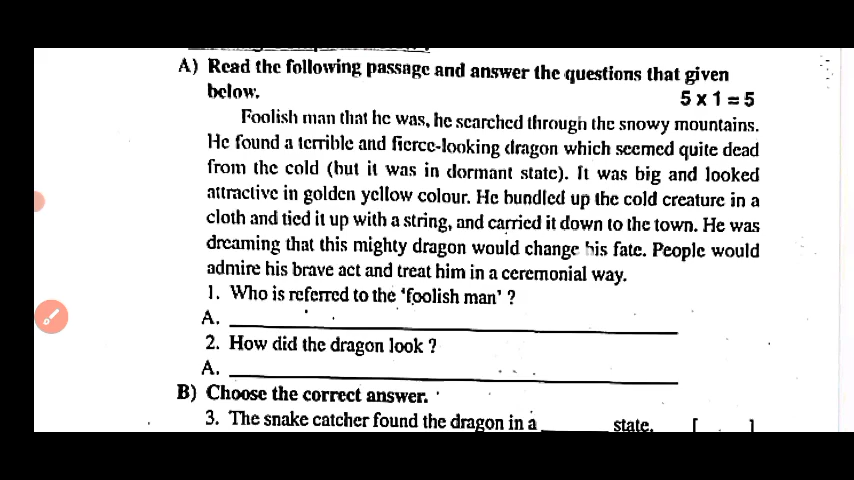 A) Read the following passage and answer the questions that given
below.
5 x 1 = 5
Foolish man that he was, he searched through the snowy mountains.
He found a terrible and fierce-looking dragon which seemed quite dead
from the cold (but it was in dormant state). It was big and looked
attractive in golden yellow colour. He bundled up the cold creature in a
cloth and tied it up with a string, and carried it down to the town. He was
dreaming that this mighty dragon would change his fate. People would
admire his brave act and treat him in a ceremonial way.
1. Who is referred to the 'foolish man' ?
A. ____________
2. How did the dragon look ?
A. ____________
B) Choose the correct answer.
3. The snake catcher found the dragon in a ______ state. [ ]